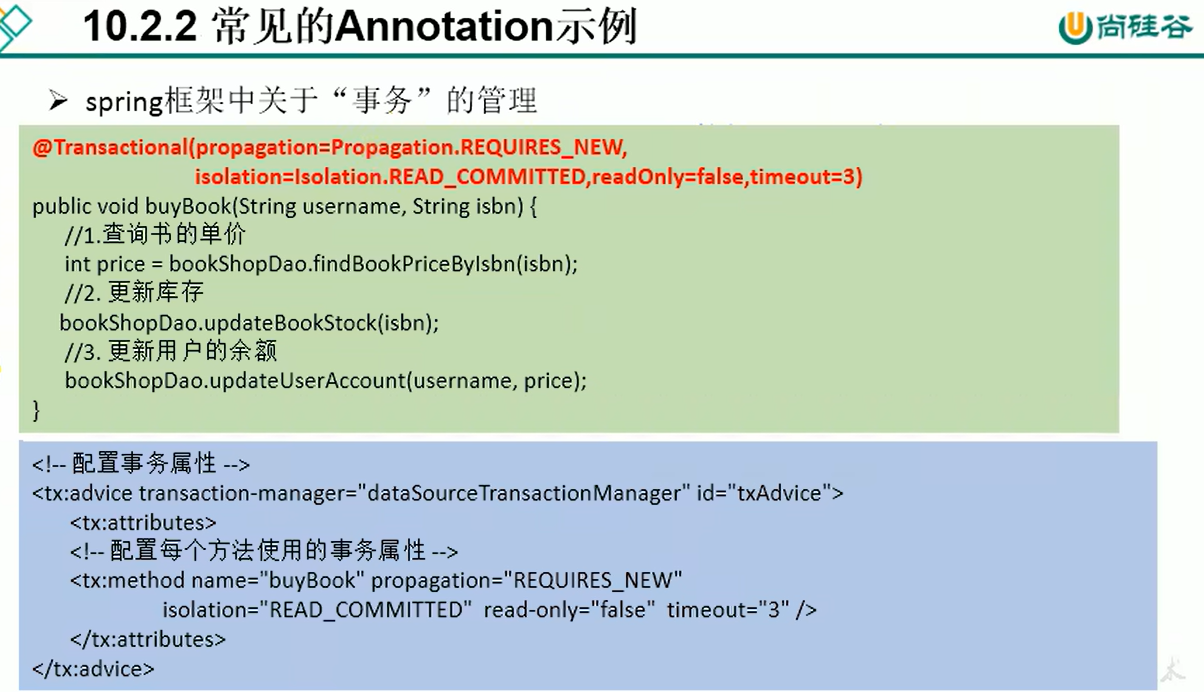 10.2.2 常见的Annotation示例
尚硅谷
➢ spring框架中关于“事务”的管理
@Transactional(propagation=Propagation.REQUIRES_NEW,
isolation=Isolation.READ_COMMITTED,readOnly=false,timeout=3)
public void buyBook(String username, String isbn) {
//1.查询书的单价
int price = bookShopDao.findBookPriceByIsbn(isbn);
//2. 更新库存
bookShopDao.updateBookStock(isbn);
//3. 更新用户的余额
bookShopDao.updateUserAccount(username, price);
}
<!-- 配置事务属性 -->
<tx:advice transaction-manager="dataSourceTransactionManager" id="txAdvice">
<tx:attributes>
<!-- 配置每个方法使用的事务属性 -->
<tx:method name="buyBook" propagation="REQUIRES_NEW"
isolation="READ_COMMITTED" read-only="false" timeout="3" />
</tx:attributes>
</tx:advice>